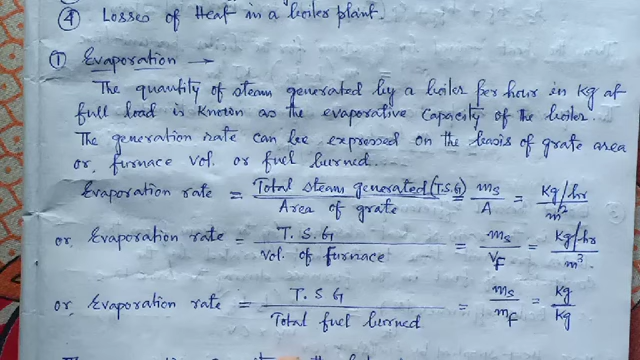 ④ Losses of Heat in a boiler plant.
① Evaporation →
The quantity of steam generated by a boiler per hour in Kg at
full load is known as the evaporative capacity of the boiler.
The generation rate can be expressed on the basis of grate area
or, furnace vol. or fuel burned...
Evaporation rate = Total steam generated (T.S.G) / Area of grate = ms / A = Kg/hr / m²
or, Evaporation rate = T. S. G / Vol. of furnace = ms / VF = Kg/hr / m³.
or, Evaporation rate = T. S. G / Total fuel burned = ms / mf = Kg / Kg